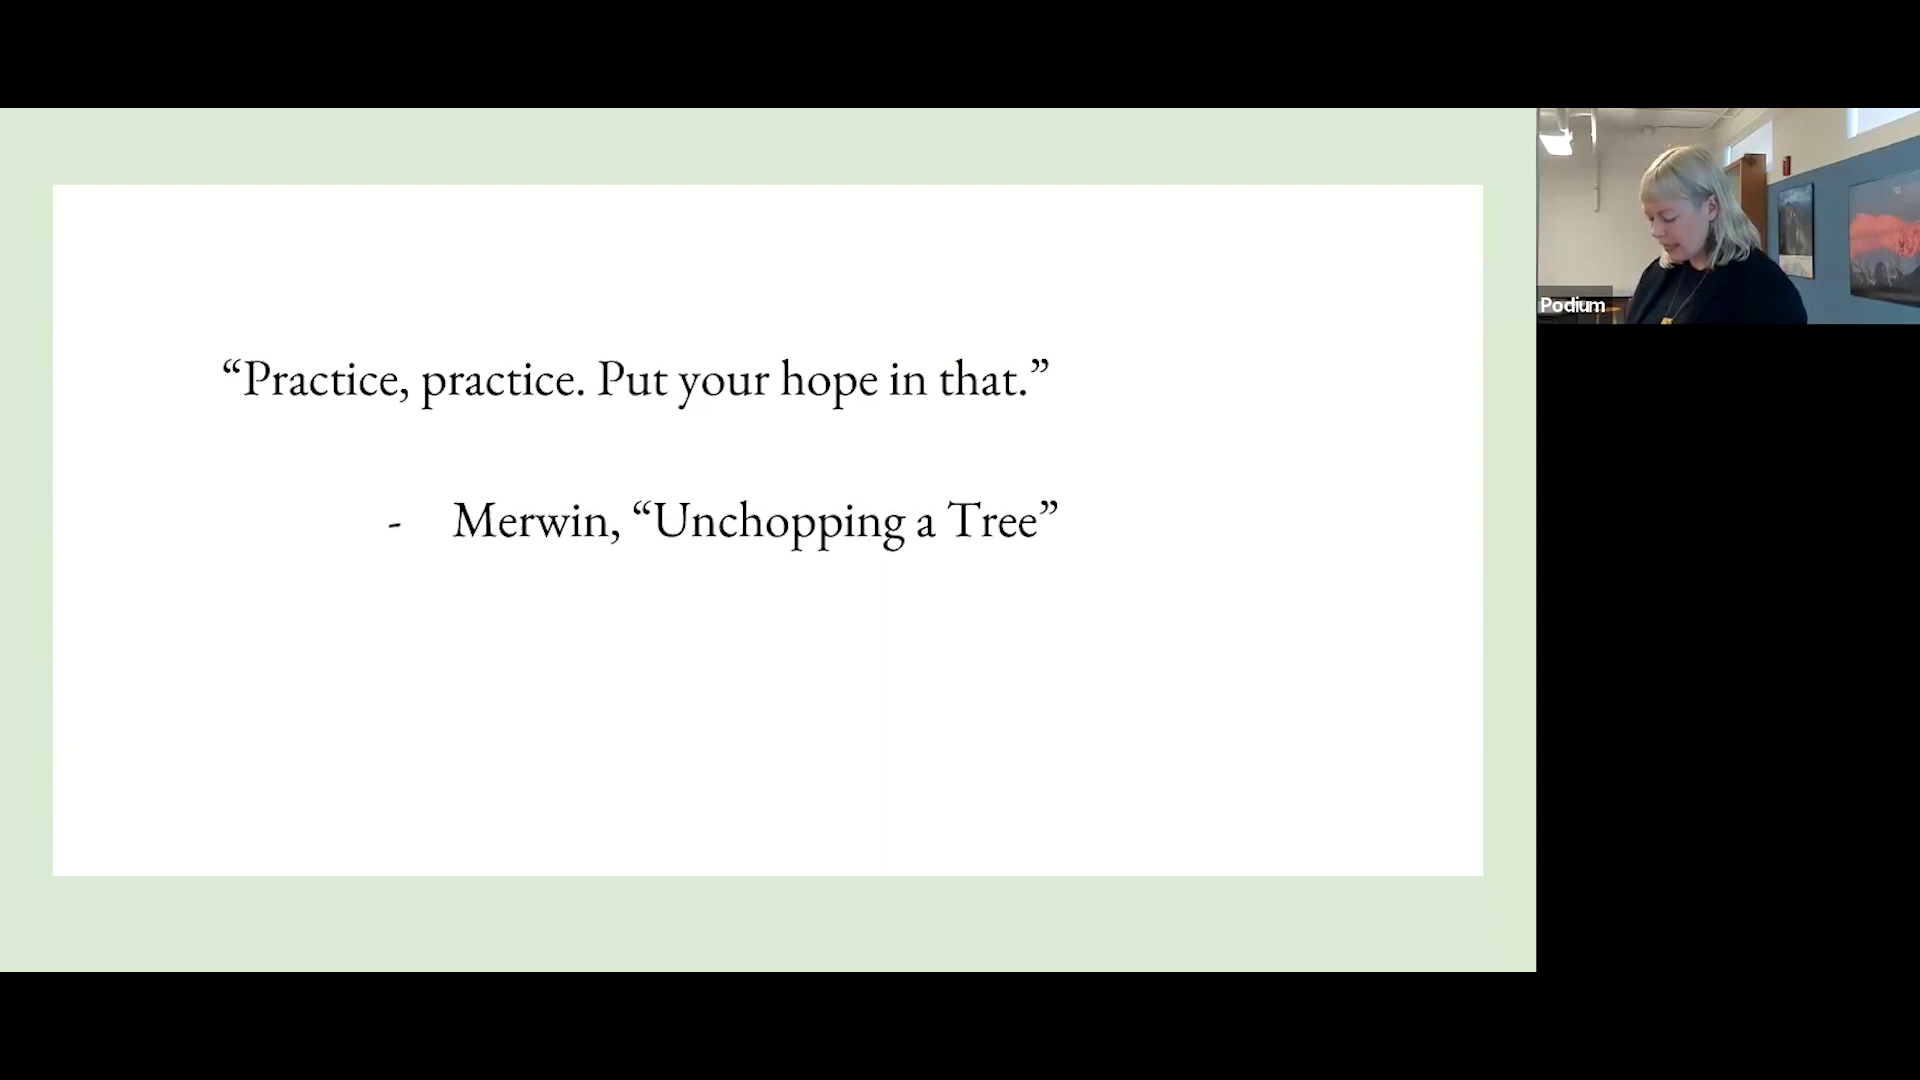 “Practice, practice. Put your hope in that.”
- Merwin, “Unchopping a Tree”
Podium